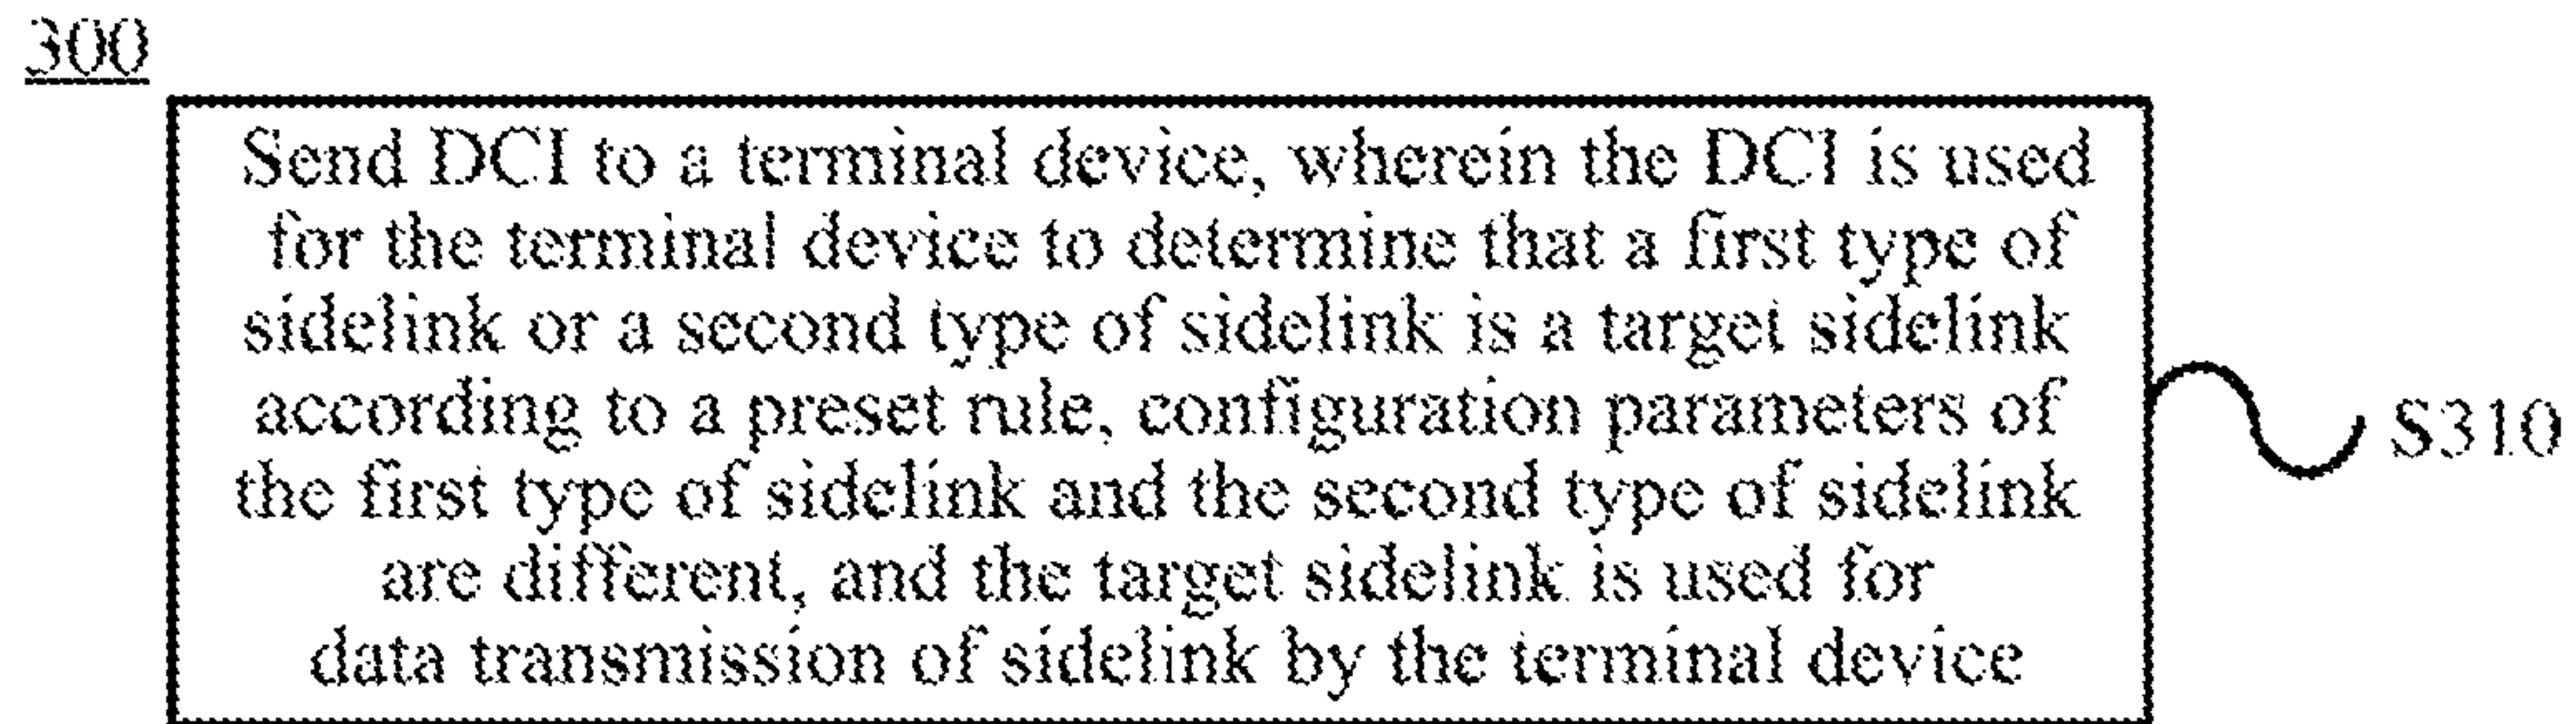 300
Send DCI to a terminal device, wherein the DCI is used
for the terminal device to determine that a first type of
sidelink or a second type of sidelink is a target sidelink
according to a preset rule, configuration parameters of
the first type of sidelink and the second type of sidelink
are different, and the target sidelink is used for
data transmission of sidelink by the terminal device
S310